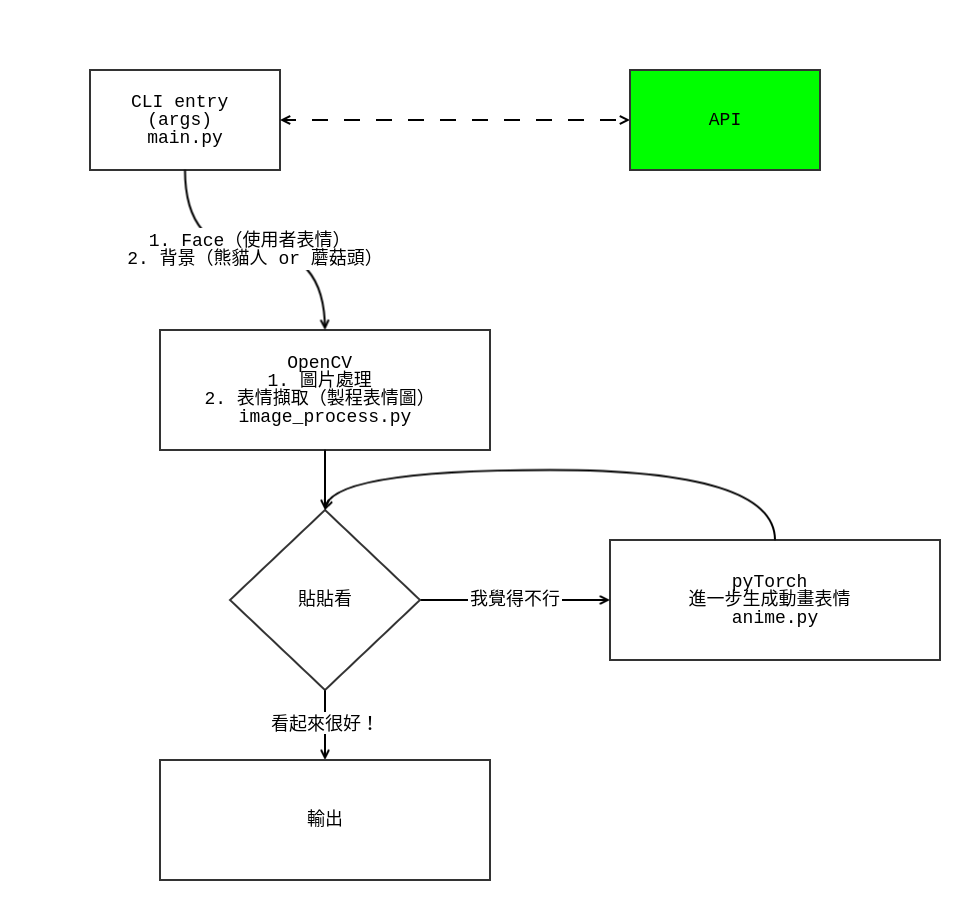 CLI entry
(args)
main.py
API
1. Face（使用者表情）
2. 背景（熊貓人 or 蘑菇頭）
OpenCV
1. 圖片處理
2. 表情擷取（製程表情圖）
image_process.py
貼貼看
我覺得不行
pyTorch
進一步生成動畫表情
anime.py
看起來很好！
輸出